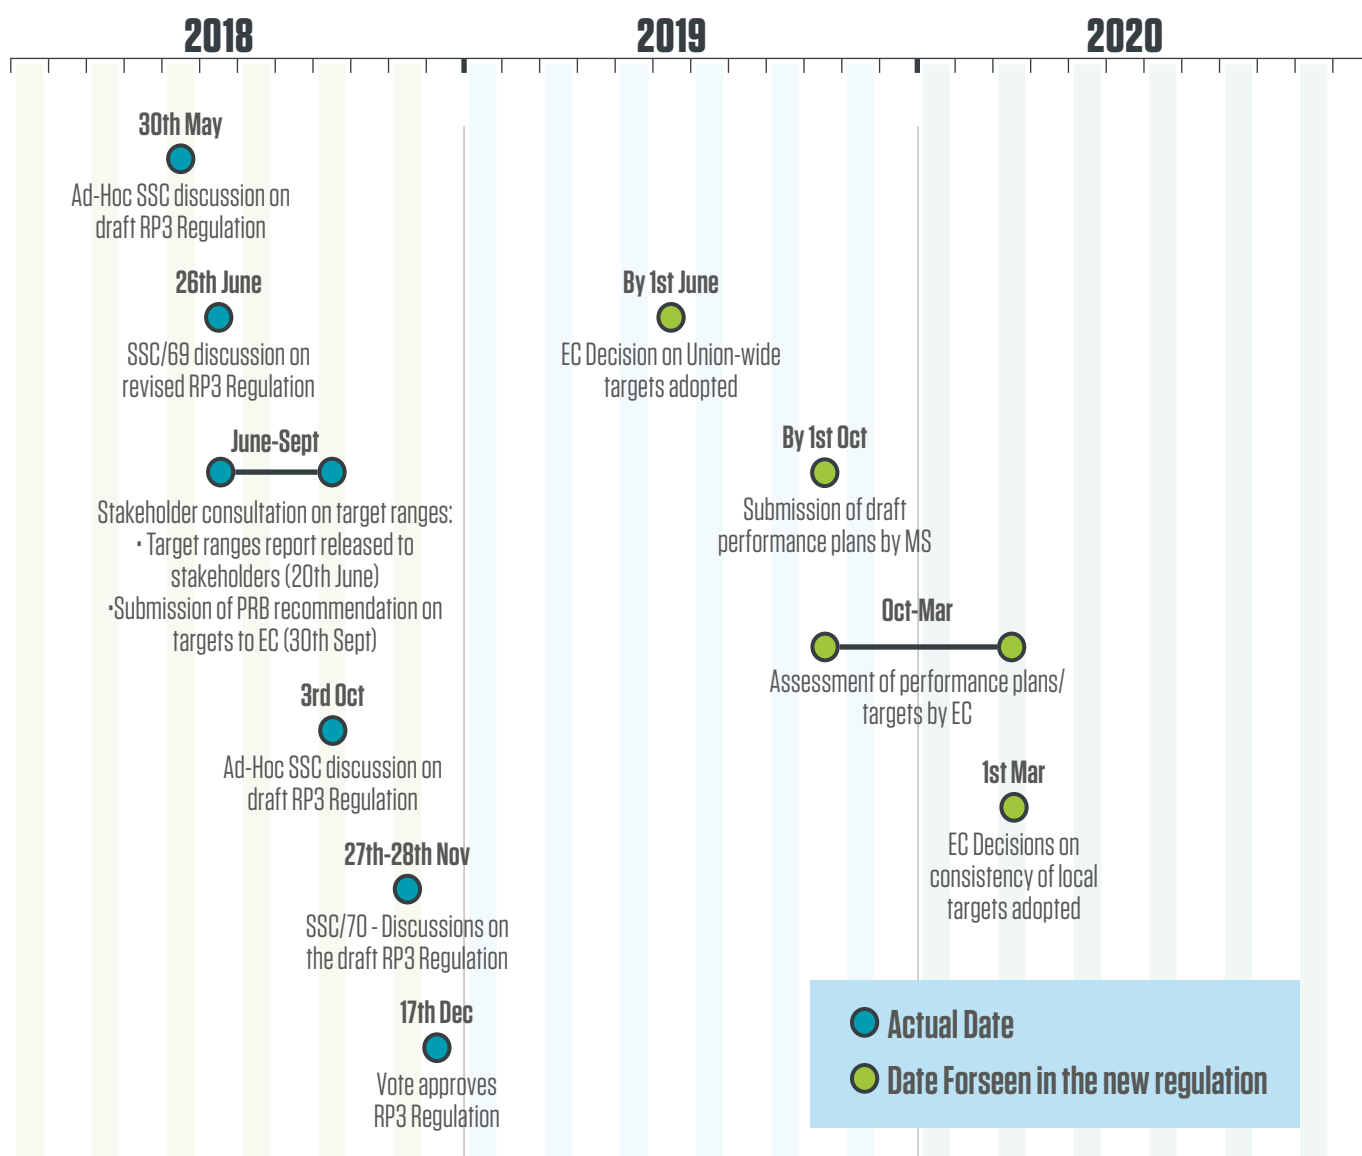 2018
2019
2020
30th May
Ad-Hoc SSC discussion on
draft RP3 Regulation
26th June
SSC/69 discussion on
revised RP3 Regulation
June-Sept
Stakeholder consultation on target ranges:
• Target ranges report released to
stakeholders (20th June)
•Submission of PRB recommendation on
targets to EC (30th Sept)
3rd Oct
Ad-Hoc SSC discussion on
draft RP3 Regulation
27th-28th Nov
SSC/70 - Discussions on
the draft RP3 Regulation
17th Dec
Vote approves
RP3 Regulation
By 1st June
EC Decision on Union-wide
targets adopted
By 1st Oct
Submission of draft
performance plans by MS
Oct-Mar
Assessment of performance plans/
targets by EC
1st Mar
EC Decisions on
consistency of local
targets adopted
Actual Date
Date Forseen in the new regulation